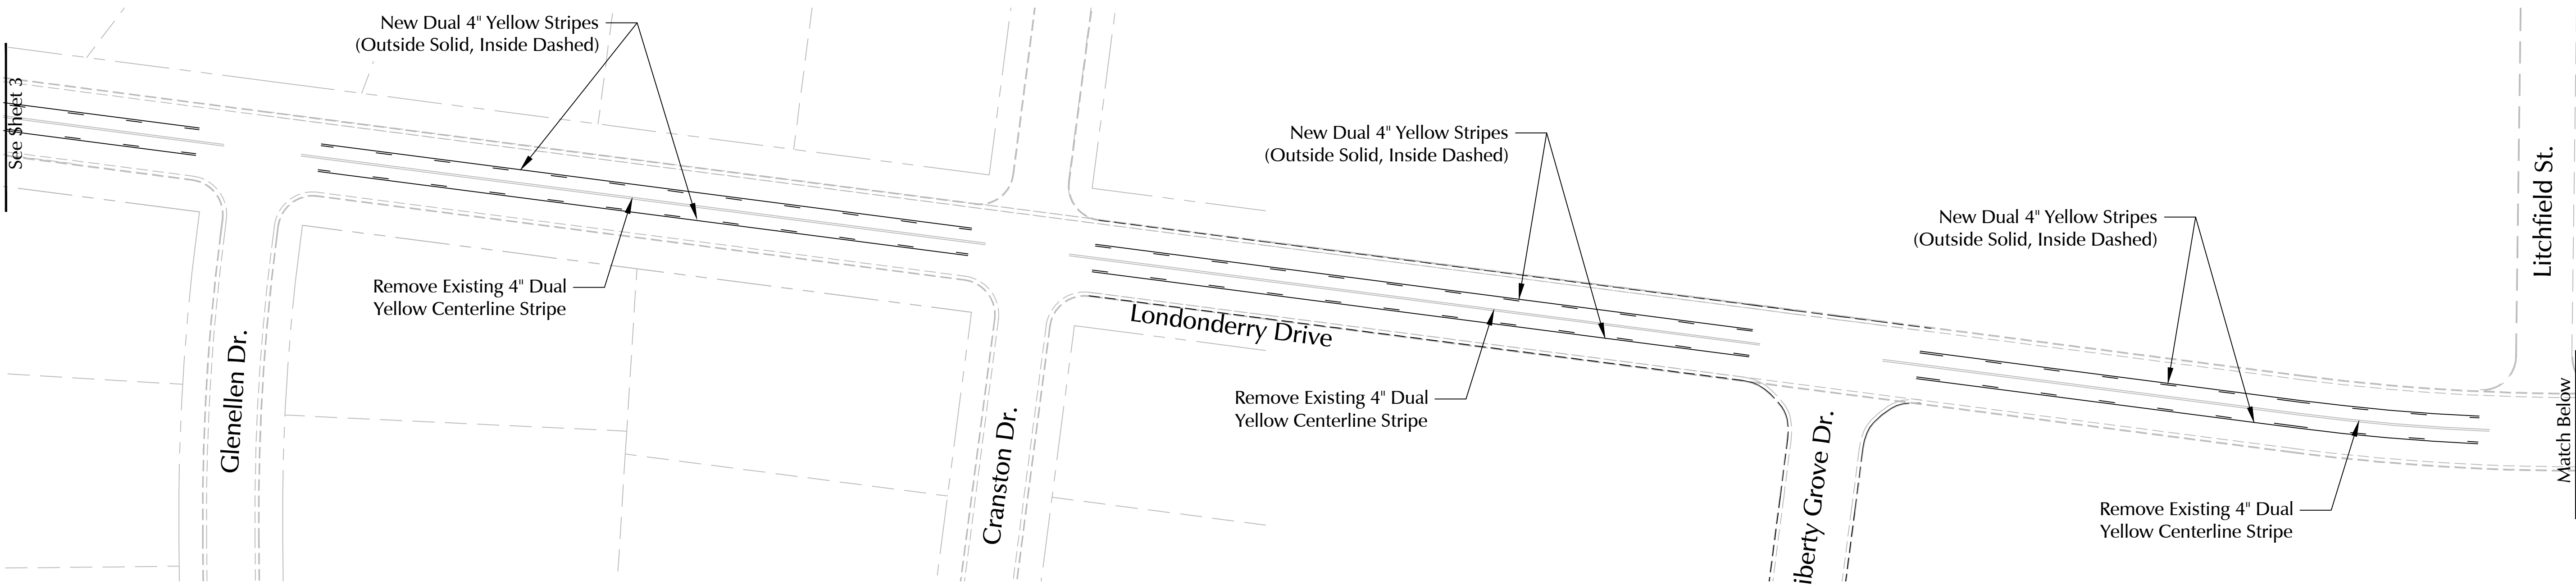 See Sheet 3
New Dual 4" Yellow Stripes
(Outside Solid, Inside Dashed)
Remove Existing 4" Dual
Yellow Centerline Stripe
Glenellen Dr.
Cranston Dr.
New Dual 4" Yellow Stripes
(Outside Solid, Inside Dashed)
Londonderry Drive
Remove Existing 4" Dual
Yellow Centerline Stripe
iberty Grove Dr.
New Dual 4" Yellow Stripes
(Outside Solid, Inside Dashed)
Remove Existing 4" Dual
Yellow Centerline Stripe
Litchfield St.
Match Below